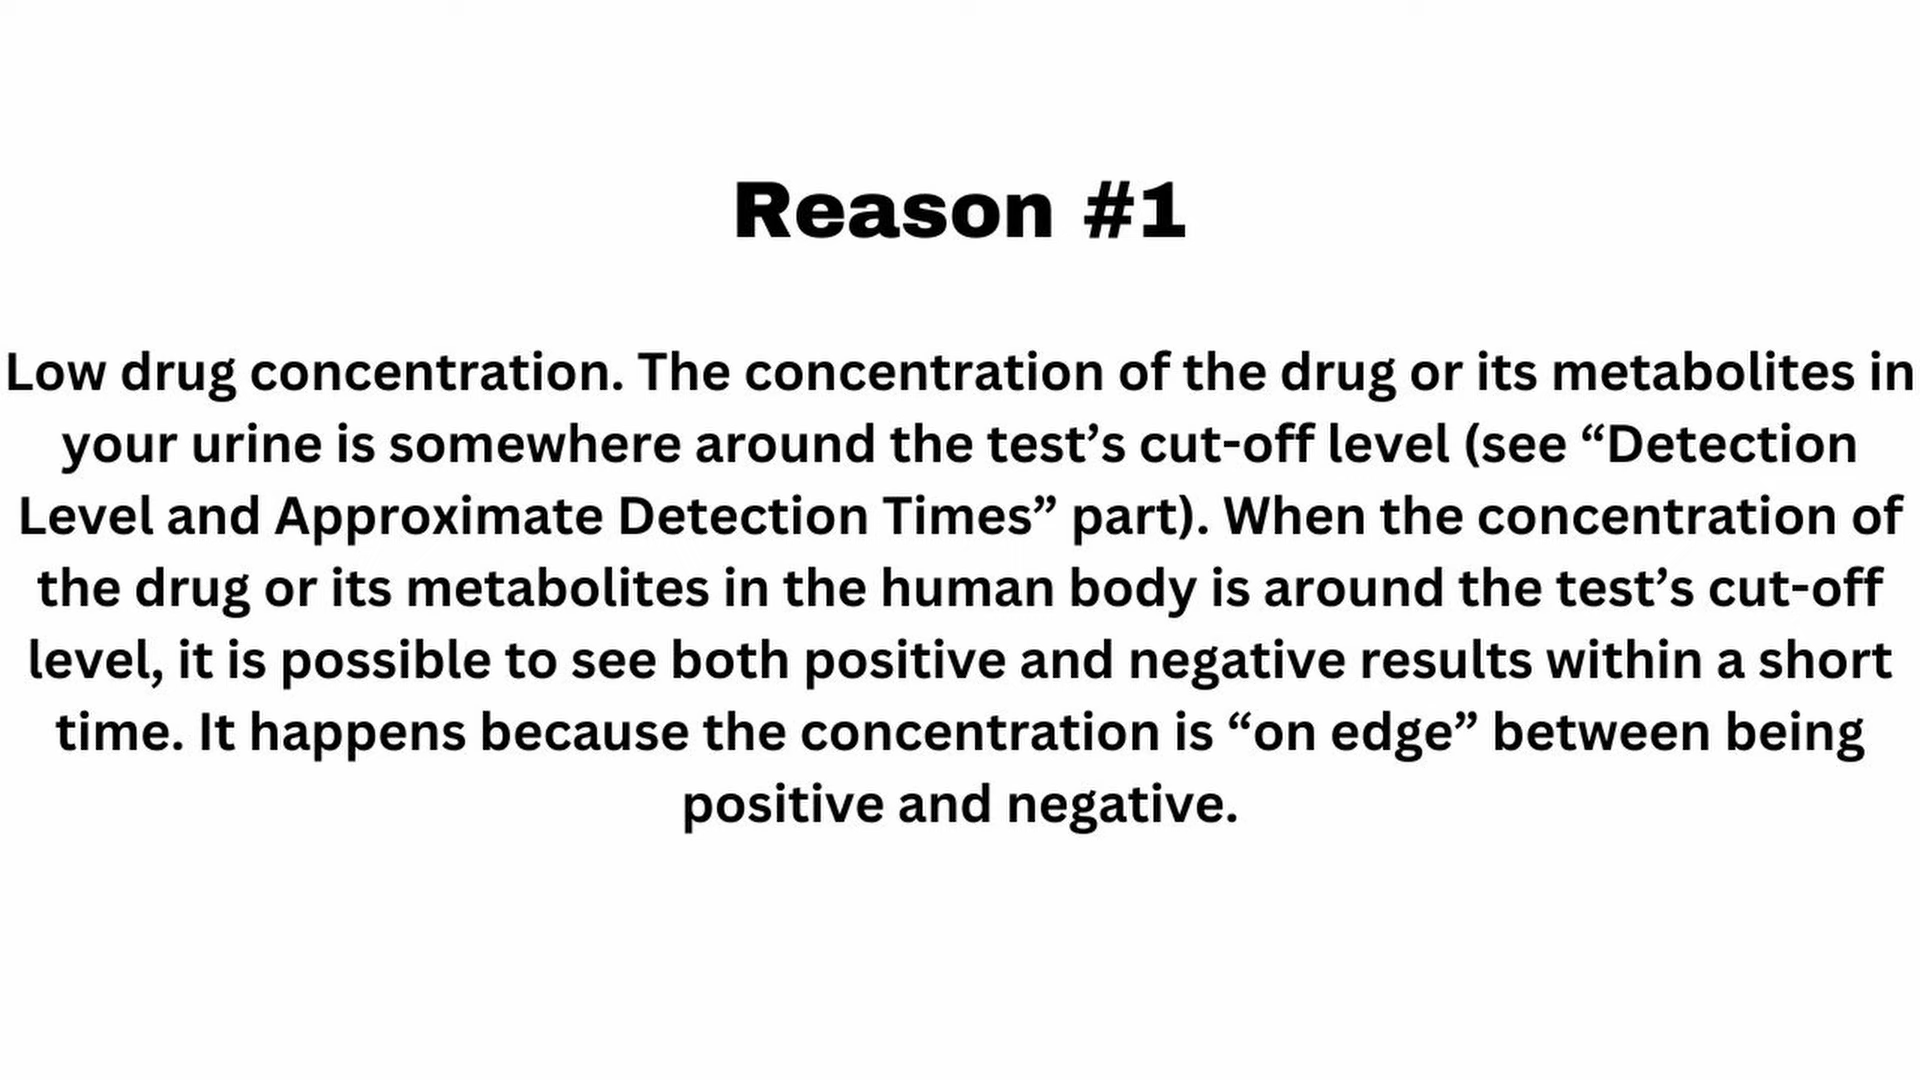 Reason #1
Low drug concentration. The concentration of the drug or its metabolites in
your urine is somewhere around the test’s cut-off level (see “Detection
Level and Approximate Detection Times” part). When the concentration of
the drug or its metabolites in the human body is around the test’s cut-off
level, it is possible to see both positive and negative results within a short
time. It happens because the concentration is “on edge” between being
positive and negative.